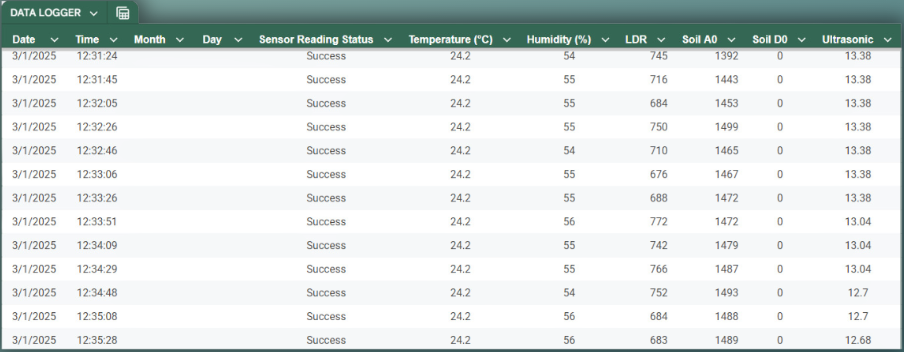 DATA LOGGER
Date Time Month Day Sensor Reading Status Temperature (°C) Humidity (%) LDR Soil A0 Soil D0 Ultrasonic
3/1/2025 12:31:24 Success 24.2 54 745 1392 0 13.38
3/1/2025 12:31:45 Success 24.2 55 716 1443 0 13.38
3/1/2025 12:32:05 Success 24.2 55 684 1453 0 13.38
3/1/2025 12:32:26 Success 24.2 55 750 1499 0 13.38
3/1/2025 12:32:46 Success 24.2 54 710 1465 0 13.38
3/1/2025 12:33:06 Success 24.2 55 676 1467 0 13.38
3/1/2025 12:33:26 Success 24.2 55 688 1472 0 13.38
3/1/2025 12:33:51 Success 24.2 56 772 1472 0 13.04
3/1/2025 12:34:09 Success 24.2 55 742 1479 0 13.04
3/1/2025 12:34:29 Success 24.2 55 766 1487 0 13.04
3/1/2025 12:34:48 Success 24.2 54 752 1493 0 12.7
3/1/2025 12:35:08 Success 24.2 56 684 1488 0 12.7
3/1/2025 12:35:28 Success 24.2 56 683 1489 0 12.68